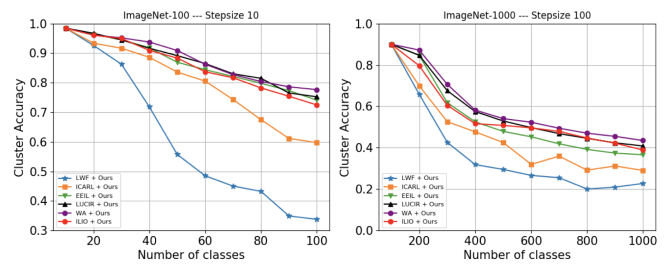 ImageNet-100 --- Stepsize 10
Cluster Accuracy
1.0
0.9
0.8
0.7
0.6
0.5
0.4
0.3
LWF + Ours
ICARL + Ours
EEIL + Ours
LUCIR + Ours
WA + Ours
ILIO + Ours
20 40 60 80 100
Number of classes
ImageNet-1000 --- Stepsize 100
Cluster Accuracy
1.0
0.8
0.6
0.4
0.2
0.0
LWF + Ours
ICARL + Ours
EEIL + Ours
LUCIR + Ours
WA + Ours
ILIO + Ours
200 400 600 800 1000
Number of classes